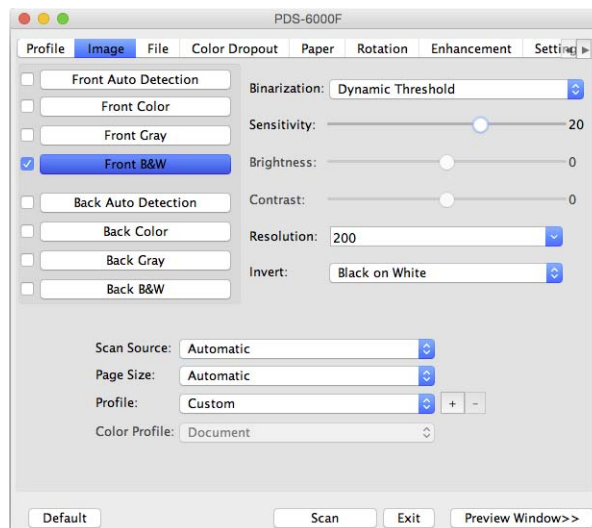 PDS-6000F
Profile Image File Color Dropout Paper Rotation Enhancement
Front Auto Detection
Front Color
Front Gray
Front B&W
Back Auto Detection
Back Color
Back Gray
Back B&W
Binarization: Dynamic Threshold
Sensitivity: 20
Brightness: 0
Contrast: 0
Resolution: 200
Invert: Black on White
Scan Source: Automatic
Page Size: Automatic
Profile: Custom + -
Color Profile: Document
Default Scan Exit Preview Window>>